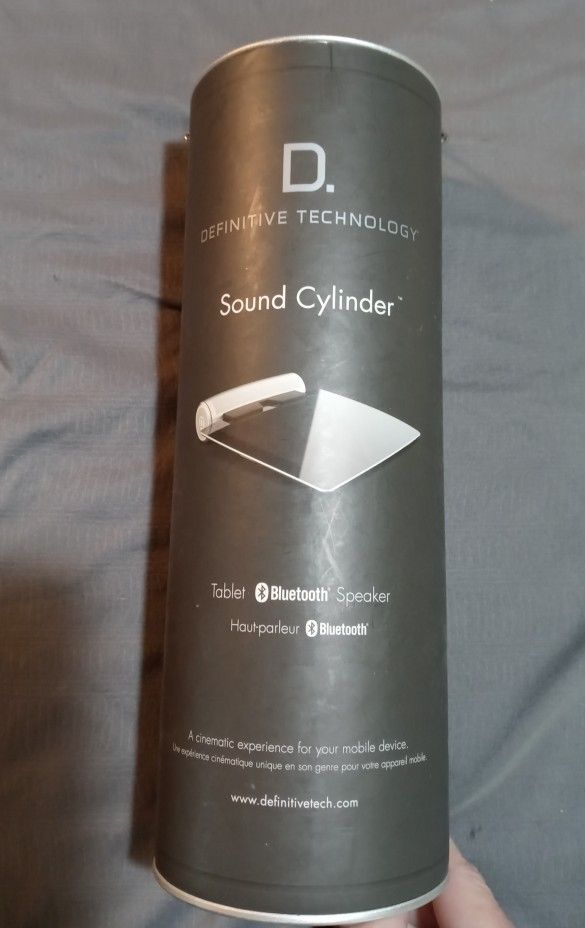 D.
DEFINITIVE TECHNOLOGY
Sound Cylinder™
Tablet Bluetooth® Speaker
Haut-parleur Bluetooth®
A cinematic experience for your mobile device.
Une expérience cinématique unique en son genre pour votre appareil mobile.
www.definitivetech.com